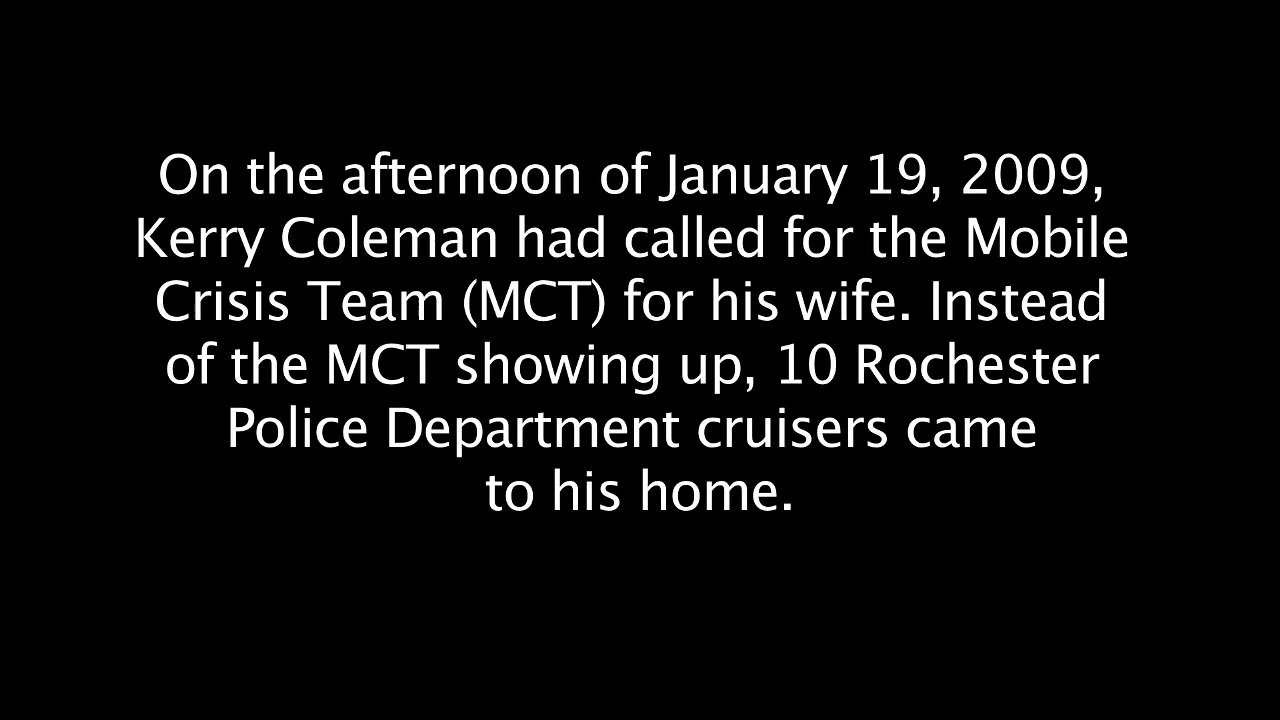 On the afternoon of January 19, 2009,
Kerry Coleman had called for the Mobile
Crisis Team (MCT) for his wife. Instead
of the MCT showing up, 10 Rochester
Police Department cruisers came
to his home.